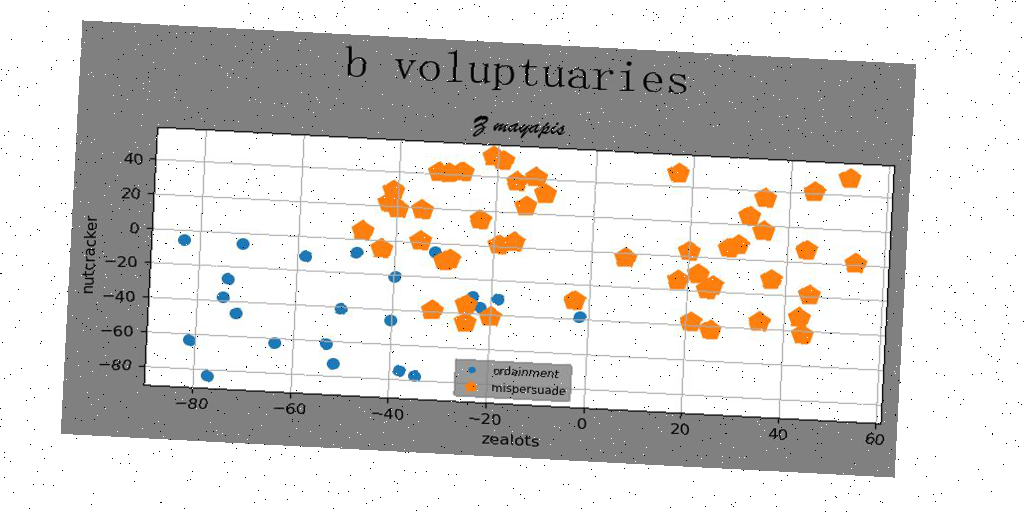 b voluptuaries
Z mayapis
40
20
0
−20
−40
−60
−80
nutcracker
−80 −60 −40 −20 0 20 40 60
zealots
ordainment
mispersuade